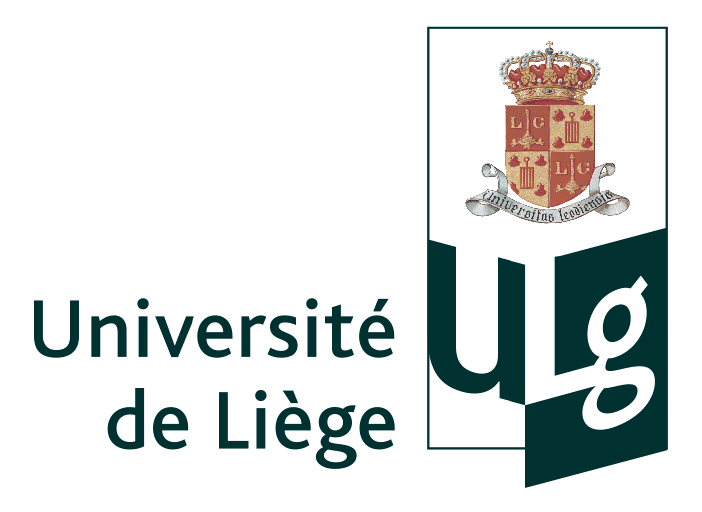 L G
L G
Universitas Leodiensis
Université
de Liège
uLg